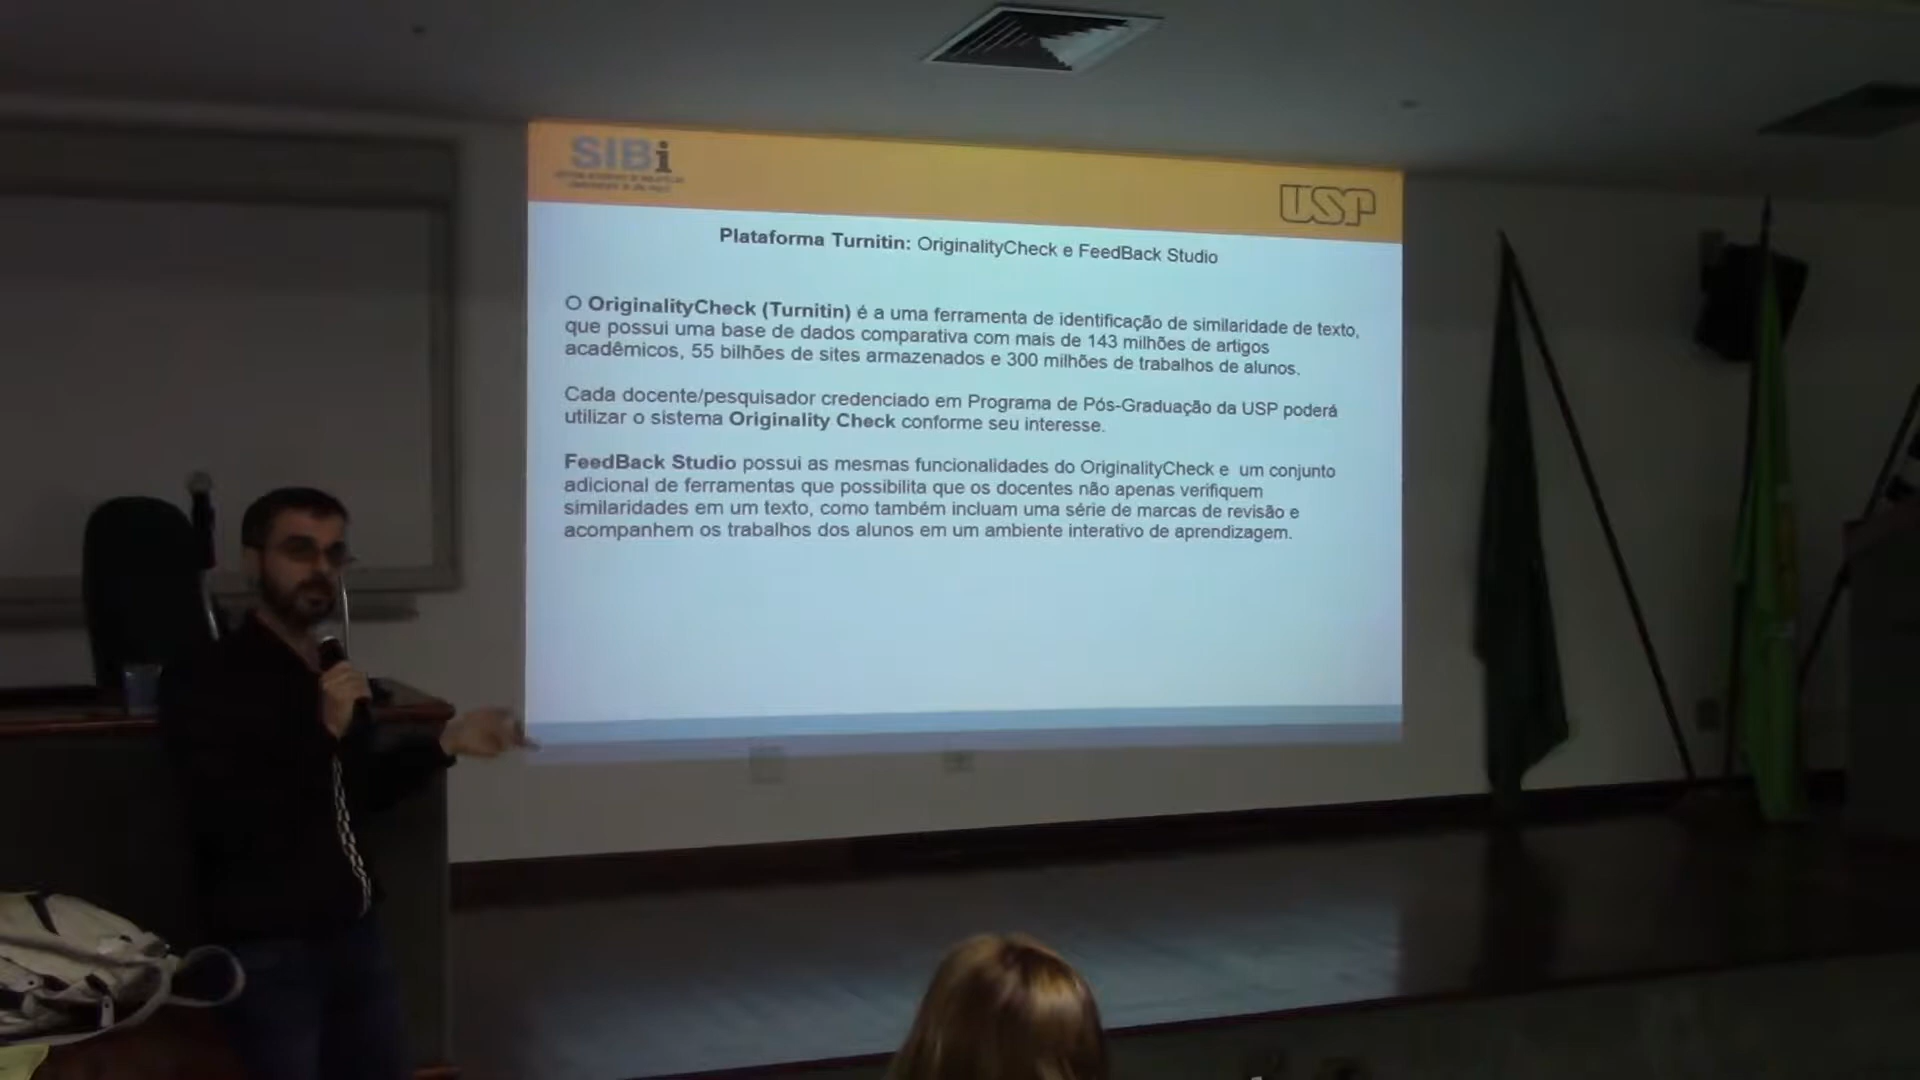 SIBi
USP
Plataforma Turnitin: OriginalityCheck e FeedBack Studio
O OriginalityCheck (Turnitin) é a uma ferramenta de identificação de similaridade de texto,
que possui uma base de dados comparativa com mais de 143 milhões de artigos
acadêmicos, 55 bilhões de sites armazenados e 300 milhões de trabalhos de alunos.
Cada docente/pesquisador credenciado em Programa de Pós-Graduação da USP poderá
utilizar o sistema Originality Check conforme seu interesse.
FeedBack Studio possui as mesmas funcionalidades do OriginalityCheck e um conjunto
adicional de ferramentas que possibilita que os docentes não apenas verifiquem
similaridades em um texto, como também incluam uma série de marcas de revisão e
acompanhem os trabalhos dos alunos em um ambiente interativo de aprendizagem.